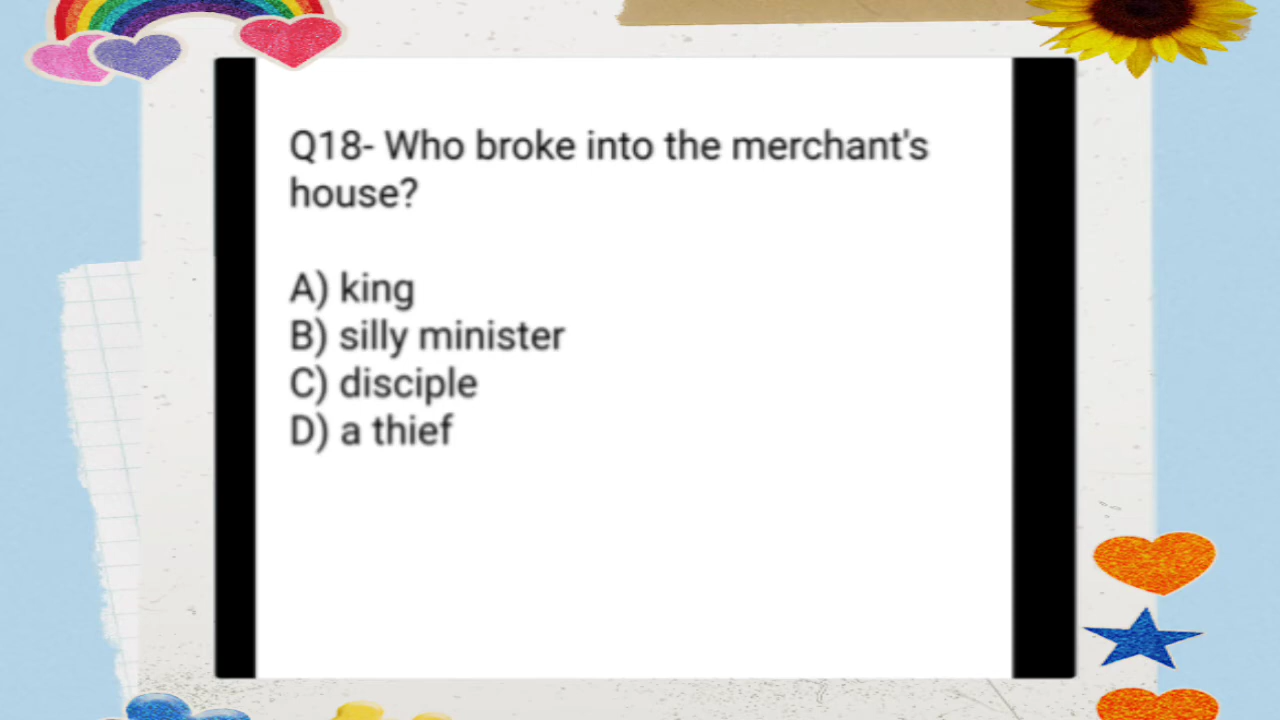 Q18- Who broke into the merchant's
house?
A) king
B) silly minister
C) disciple
D) a thief